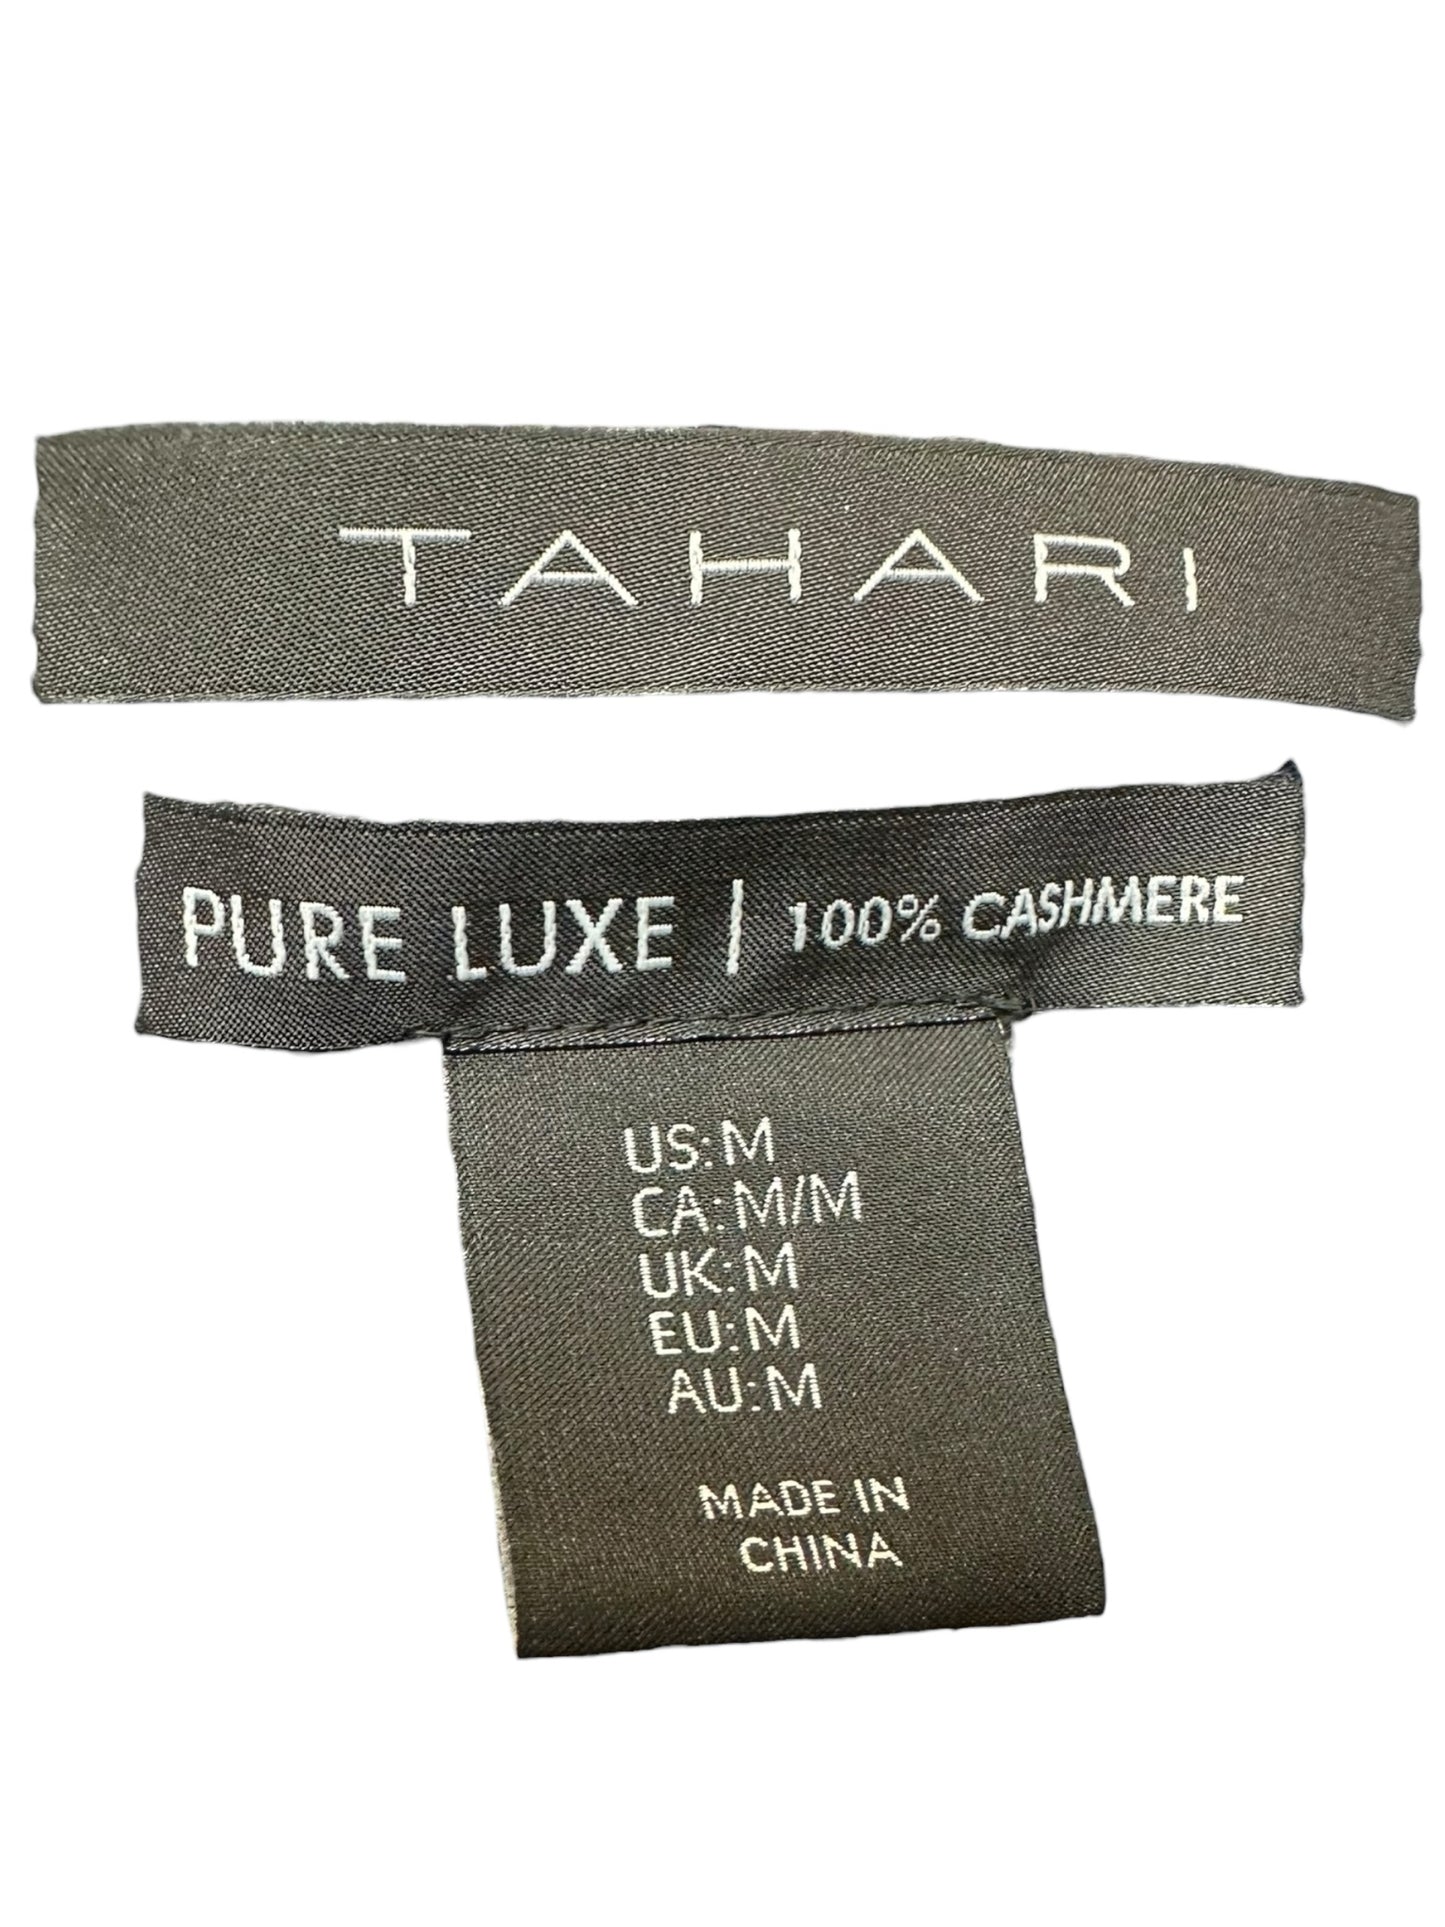 TAHARI
PURE LUXE | 100% CASHMERE
US:M
CA:M/M
UK:M
EU:M
AU:M
MADE IN
CHINA